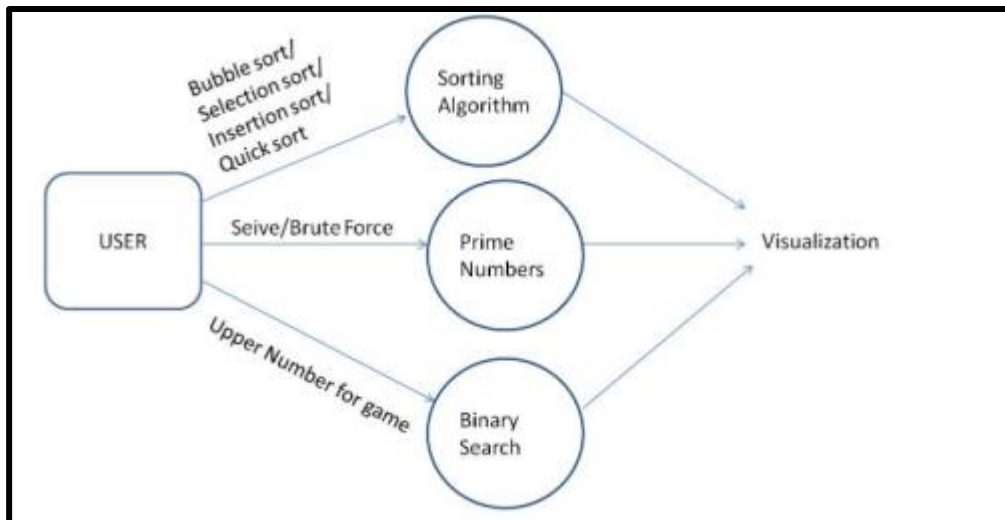 Bubble sort/
Selection sort/
Insertion sort/
Quick sort
Sorting
Algorithm
USER
Seive/Brute Force
Prime
Numbers
Visualization
Upper Number for game
Binary
Search